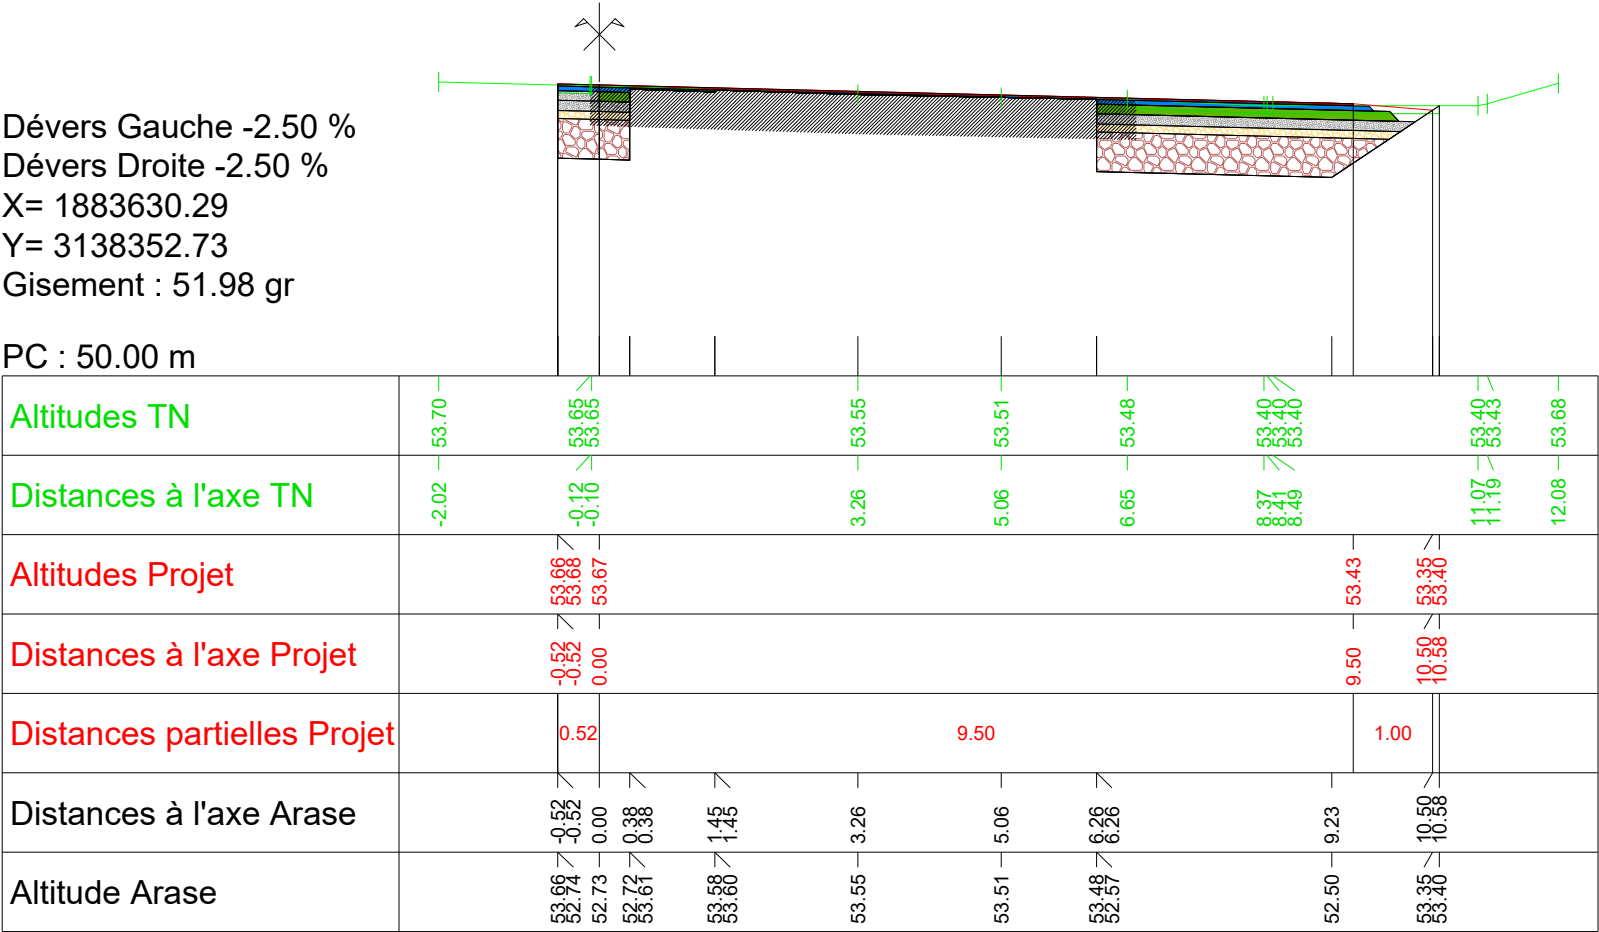 Dévers Gauche -2.50 %
Dévers Droite -2.50 %
X= 1883630.29
Y= 3138352.73
Gisement : 51.98 gr
PC : 50.00 m
Altitudes TN 53.70 53.65 53.65 53.55 53.51 53.48 53.40 53.40 53.40 53.40 53.43 53.68
Distances à l'axe TN -2.02 -0.12 -0.10 3.26 5.06 6.65 8.37 8.41 8.49 11.07 11.19 12.08
Altitudes Projet 53.66 53.68 53.67 53.43 53.35 53.40
Distances à l'axe Projet -0.52 -0.52 0.00 9.50 10.50 10.58
Distances partielles Projet 0.52 9.50 1.00
Distances à l'axe Arase -0.52 -0.52 0.00 0.38 0.38 1.45 1.45 3.26 5.06 6.26 6.26 9.23 10.50 10.58
Altitude Arase 53.66 52.74 52.73 52.72 53.61 53.58 53.60 53.55 53.51 53.48 52.57 52.50 53.35 53.40